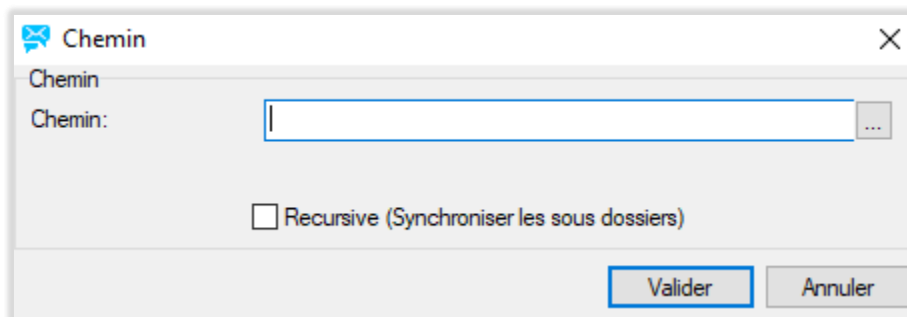 Chemin
Chemin
Chemin:
...
Recursive (Synchroniser les sous dossiers)
Valider
Annuler